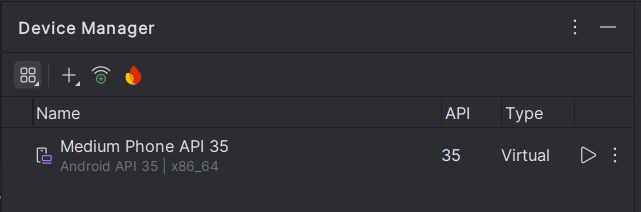 Device Manager
Name API Type
Medium Phone API 35 35 Virtual
Android API 35 | x86_64